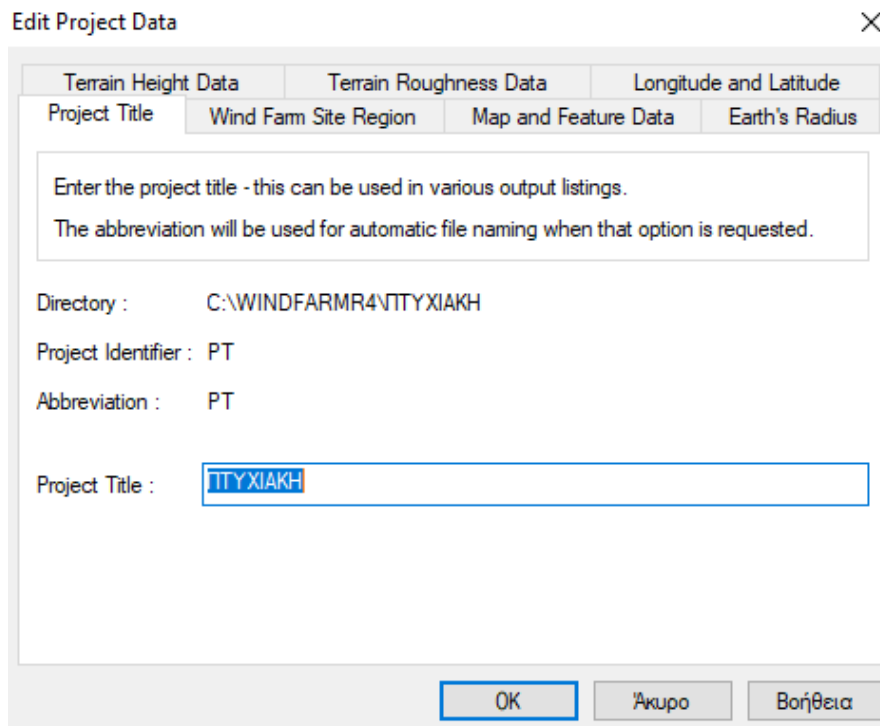 Edit Project Data
Terrain Height Data Terrain Roughness Data Longitude and Latitude
Project Title Wind Farm Site Region Map and Feature Data Earth's Radius
Enter the project title - this can be used in various output listings.
The abbreviation will be used for automatic file naming when that option is requested.
Directory : C:\WINDFARMR4\ΠΤΥΧΙΑΚΗ
Project Identifier : PT
Abbreviation : PT
Project Title : ΠΤΥΧΙΑΚΗ
OK Άκυρο Βοήθεια